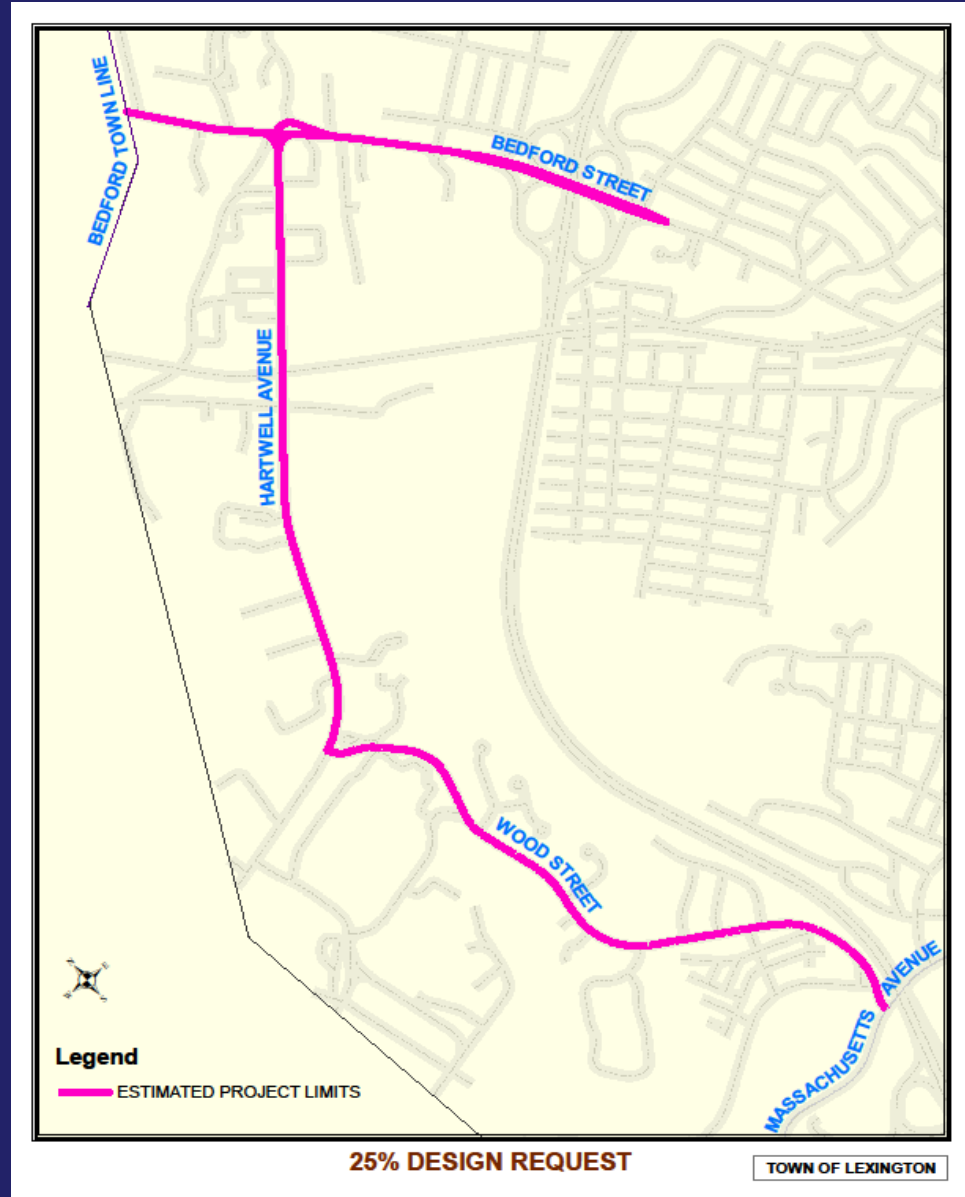 BEDFORD TOWN LINE
BEDFORD STREET
HARTWELL AVENUE
WOOD STREET
MASSACHUSETTS AVENUE
N
E
W
S
Legend
ESTIMATED PROJECT LIMITS
25% DESIGN REQUEST
TOWN OF LEXINGTON